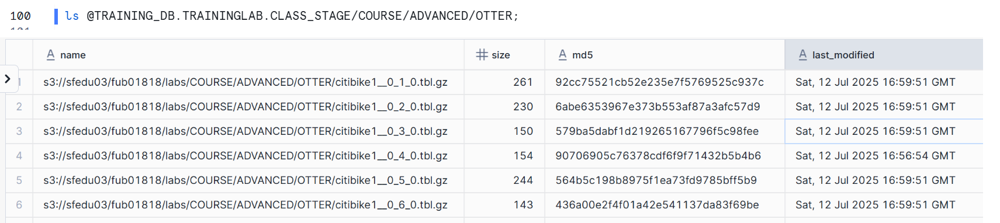 100 ls @TRAINING_DB.TRAININGLAB.CLASS_STAGE/COURSE/ADVANCED/OTTER;
name size md5 last_modified
1 s3://sfedu03/fub01818/labs/COURSE/ADVANCED/OTTER/citibike1__0_1_0.tbl.gz 261 92cc75521cb52e235e7f5769525c937c Sat, 12 Jul 2025 16:59:51 GMT
2 s3://sfedu03/fub01818/labs/COURSE/ADVANCED/OTTER/citibike1__0_2_0.tbl.gz 230 6abe6353967e373b553af87a3afc57d9 Sat, 12 Jul 2025 16:59:51 GMT
3 s3://sfedu03/fub01818/labs/COURSE/ADVANCED/OTTER/citibike1__0_3_0.tbl.gz 150 579ba5dabf1d219265167796f5c98fee Sat, 12 Jul 2025 16:59:51 GMT
4 s3://sfedu03/fub01818/labs/COURSE/ADVANCED/OTTER/citibike1__0_4_0.tbl.gz 154 90706905c76378cdf6f9f71432b5b4b6 Sat, 12 Jul 2025 16:56:54 GMT
5 s3://sfedu03/fub01818/labs/COURSE/ADVANCED/OTTER/citibike1__0_5_0.tbl.gz 244 564b5c198b8975f1ea73fd9785bff5b9 Sat, 12 Jul 2025 16:59:51 GMT
6 s3://sfedu03/fub01818/labs/COURSE/ADVANCED/OTTER/citibike1__0_6_0.tbl.gz 143 436a00e2f4f01a42e541137da83f69be Sat, 12 Jul 2025 16:59:51 GMT